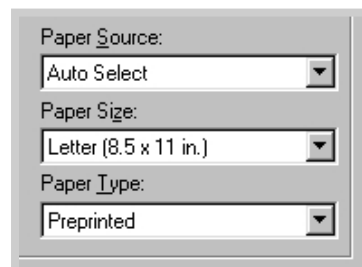 Paper Source:
Auto Select
Paper Size:
Letter (8.5 x 11 in.)
Paper Type:
Preprinted